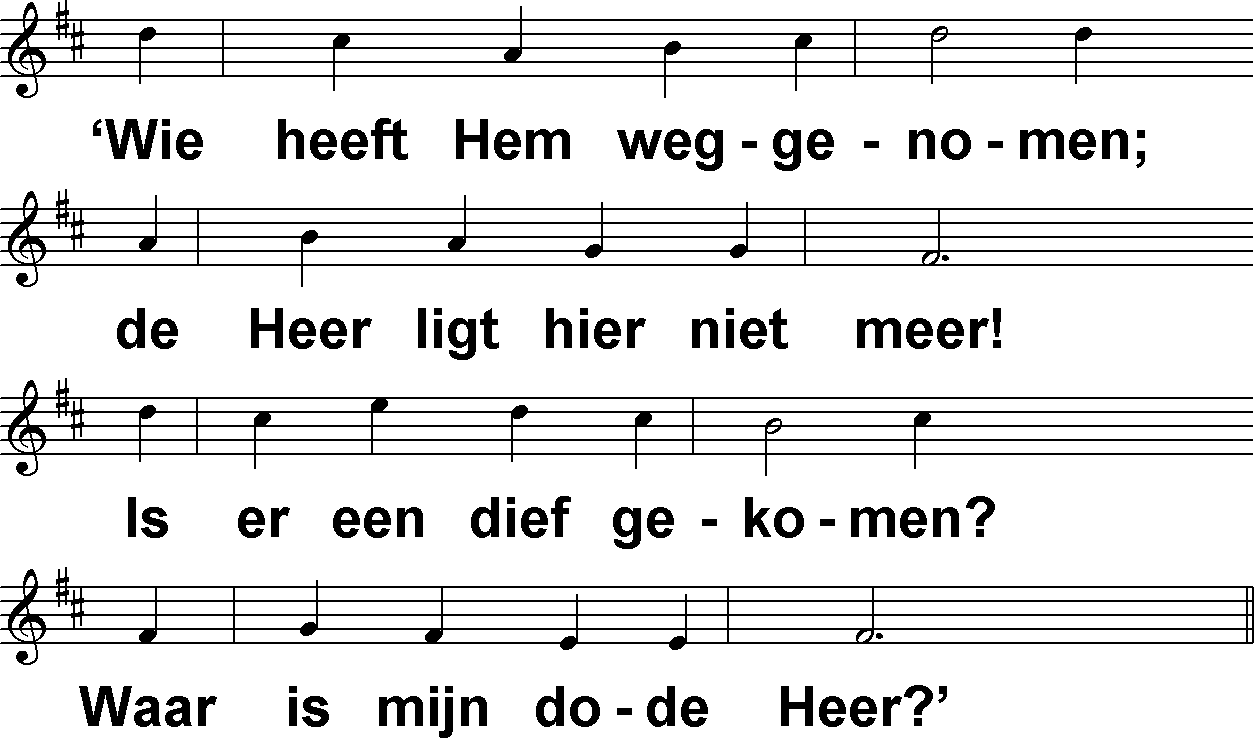 ‘Wie heeft Hem weg - ge - no - men;
de Heer ligt hier niet meer!
Is er een dief ge - ko - men?
Waar is mijn do - de Heer?’